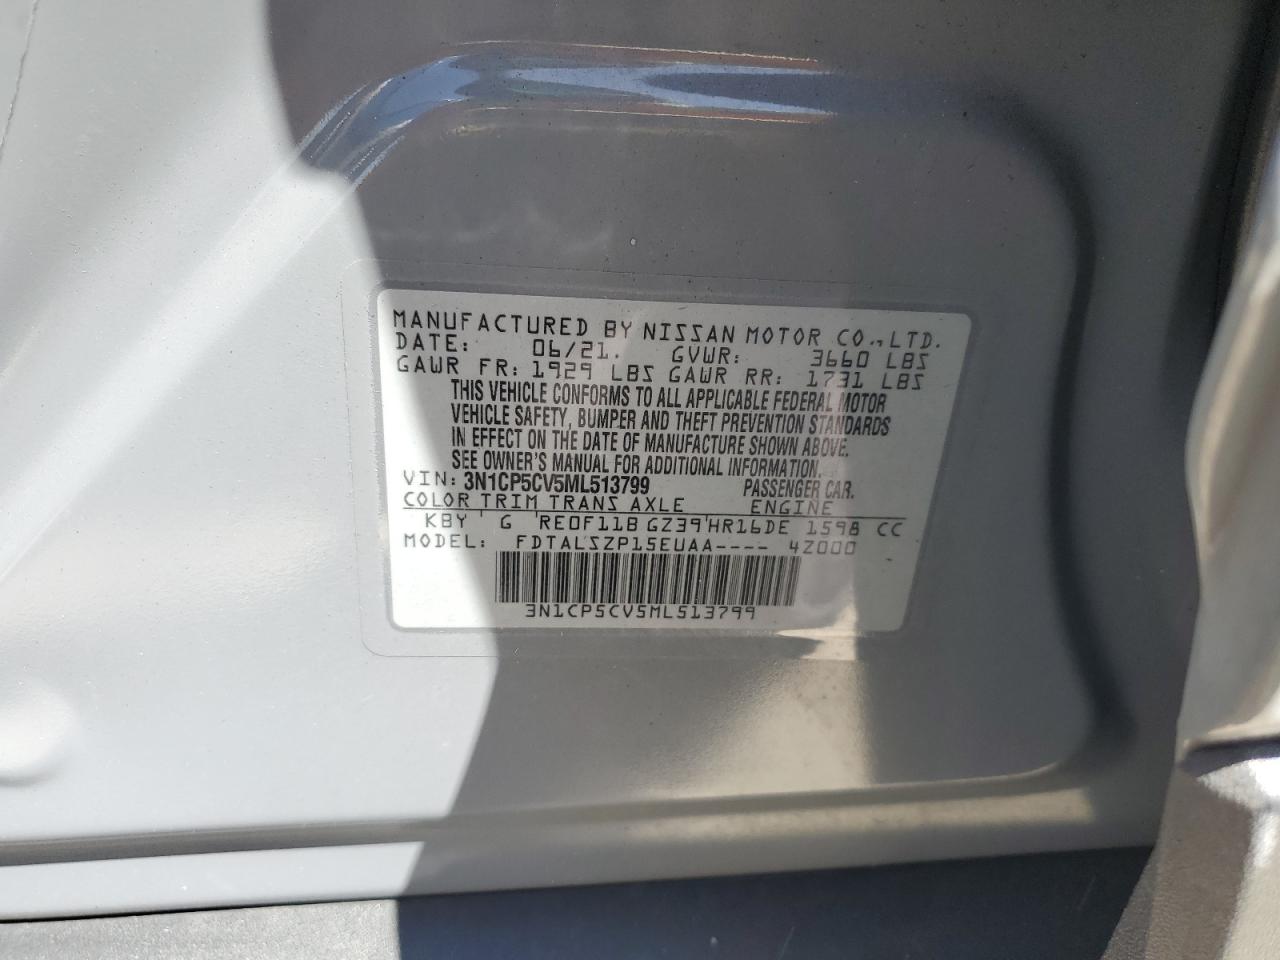 MANUFACTURED BY NISSAN MOTOR CO., LTD.
DATE: 06/21. GVWR: 3660 LBS
GAWR FR: 1929 LBS GAWR RR: 1731 LBS
THIS VEHICLE CONFORMS TO ALL APPLICABLE FEDERAL MOTOR
VEHICLE SAFETY, BUMPER AND THEFT PREVENTION STANDARDS
IN EFFECT ON THE DATE OF MANUFACTURE SHOWN ABOVE.
SEE OWNER'S MANUAL FOR ADDITIONAL INFORMATION.
VIN: 3N1CP5CV5ML513799 PASSENGER CAR.
COLOR TRIM TRANS AXLE ENGINE
KBY G RE0F11B GZ39 HR16DE 1598 CC
MODEL: FDTALSZP15EUAA---- 4Z000
3N1CP5CV5ML513799